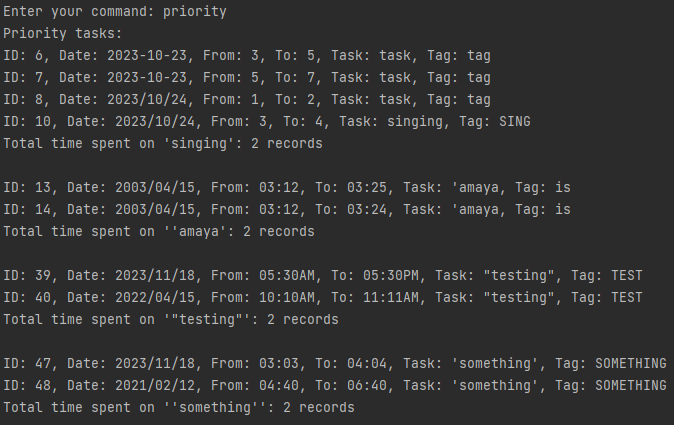 Enter your command: priority
Priority tasks:
ID: 6, Date: 2023-10-23, From: 3, To: 5, Task: task, Tag: tag
ID: 7, Date: 2023-10-23, From: 5, To: 7, Task: task, Tag: tag
ID: 8, Date: 2023/10/24, From: 1, To: 2, Task: task, Tag: tag
ID: 10, Date: 2023/10/24, From: 3, To: 4, Task: singing, Tag: SING
Total time spent on 'singing': 2 records
ID: 13, Date: 2003/04/15, From: 03:12, To: 03:25, Task: 'amaya, Tag: is
ID: 14, Date: 2003/04/15, From: 03:12, To: 03:24, Task: 'amaya, Tag: is
Total time spent on ''amaya': 2 records
ID: 39, Date: 2023/11/18, From: 05:30AM, To: 05:30PM, Task: "testing", Tag: TEST
ID: 40, Date: 2022/04/15, From: 10:10AM, To: 11:11AM, Task: "testing", Tag: TEST
Total time spent on '"testing"': 2 records
ID: 47, Date: 2023/11/18, From: 03:03, To: 04:04, Task: 'something', Tag: SOMETHING
ID: 48, Date: 2021/02/12, From: 04:40, To: 06:40, Task: 'something', Tag: SOMETHING
Total time spent on ''something'': 2 records